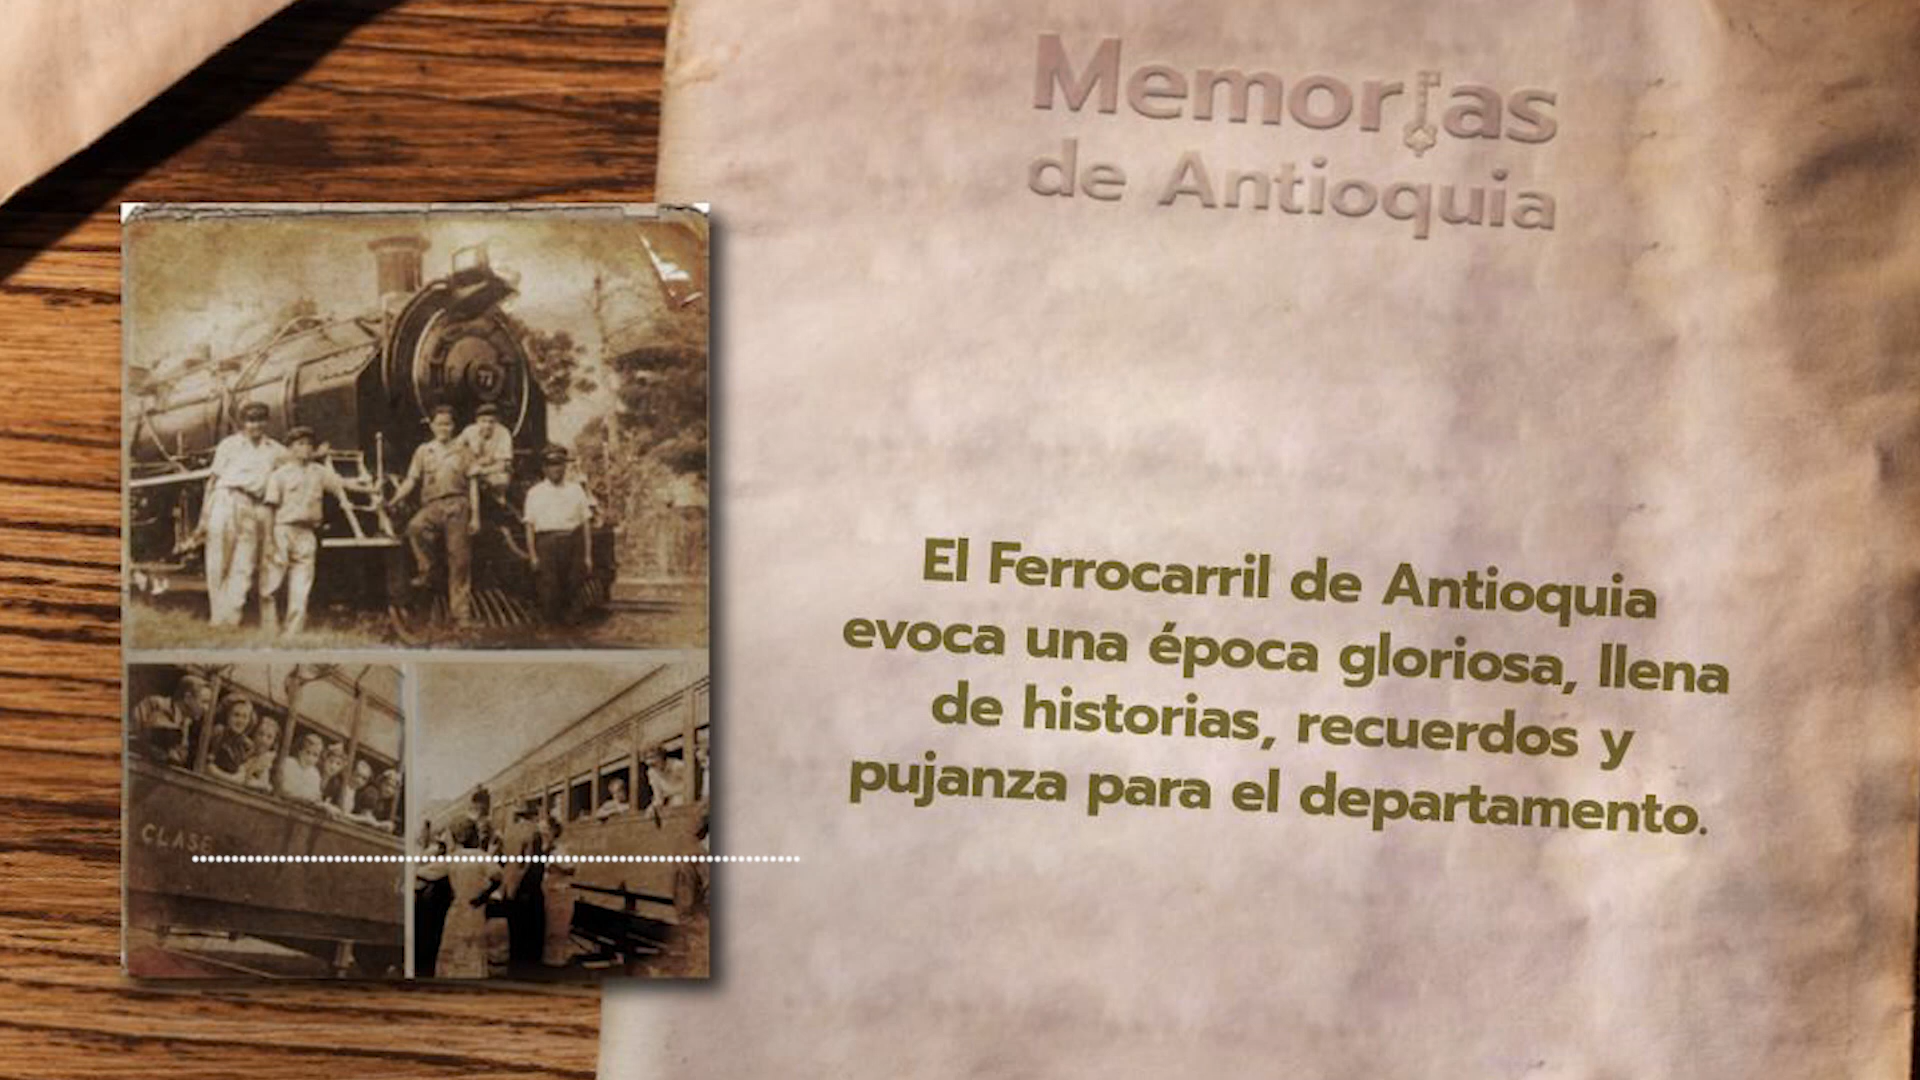 Memorias
de Antioquia
El Ferrocarril de Antioquia
evoca una época gloriosa, llena
de historias, recuerdos y
pujanza para el departamento.
CLASE